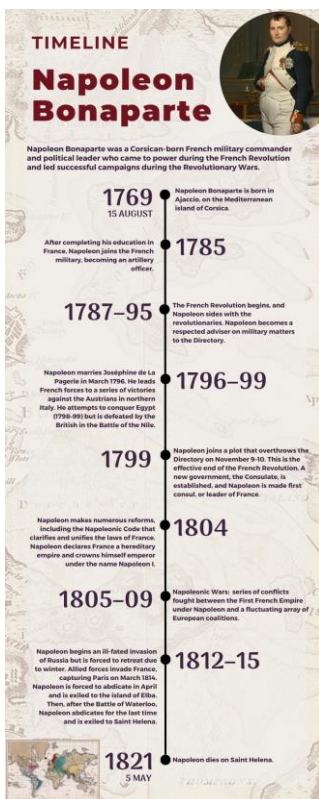 TIMELINE
Napoleon
Bonaparte
Napoleon Bonaparte was a Corsican-born French military commander
and political leader who came to power during the French Revolution
and led successful campaigns during the Revolutionary Wars.
1769
15 AUGUST
Napoleon Bonaparte is born in
Ajaccio, on the Mediterranean
island of Corsica.
After completing his education in
France, Napoleon joins the French
military, becoming an artillery
officer.
1785
1787–95
The French Revolution begins, and
Napoleon sides with the
revolutionaries. Napoleon becomes a
respected adviser on military matters
to the Directory.
Napoleon marries Joséphine de La
Pagerie in March 1796. He leads
French forces to a series of victories
against the Austrians in northern
Italy. He attempts to conquer Egypt
(1798-99) but is defeated by the
British in the Battle of the Nile.
1796–99
1799
Napoleon joins a plot that overthrows the
Directory on November 9-10. This is the
effective end of the French Revolution. A
new government, the Consulate, is
established, and Napoleon is made first
consul, or leader of France.
Napoleon makes numerous reforms,
including the Napoleonic Code that
clarifies and unifies the laws of France.
Napoleon declares France a hereditary
empire and crowns himself emperor
under the name Napoleon I.
1804
1805–09
Napoleonic Wars: series of conflicts
fought between the First French Empire
under Napoleon and a fluctuating array of
European coalitions.
Napoleon begins an ill-fated invasion
of Russia but is forced to retreat due
to winter. Allied forces invade France,
capturing Paris on March 1814.
Napoleon is forced to abdicate in April
and is exiled to the island of Elba.
Then, after the Battle of Waterloo,
Napoleon abdicates for the last time
and is exiled to Saint Helena.
1812–15
1821
5 MAY
Napoleon dies on Saint Helena.